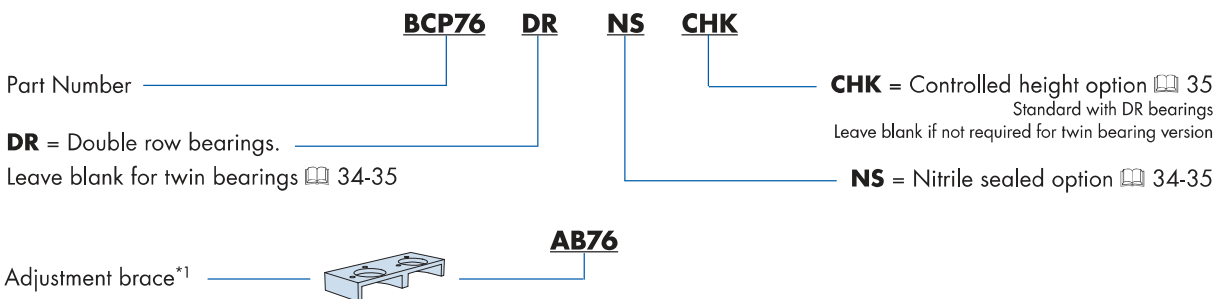 BCP76 DR NS CHK
Part Number
CHK = Controlled height option 35
Standard with DR bearings
Leave blank if not required for twin bearing version
DR = Double row bearings.
Leave blank for twin bearings 34-35
NS = Nitrile sealed option 34-35
AB76
Adjustment brace*1